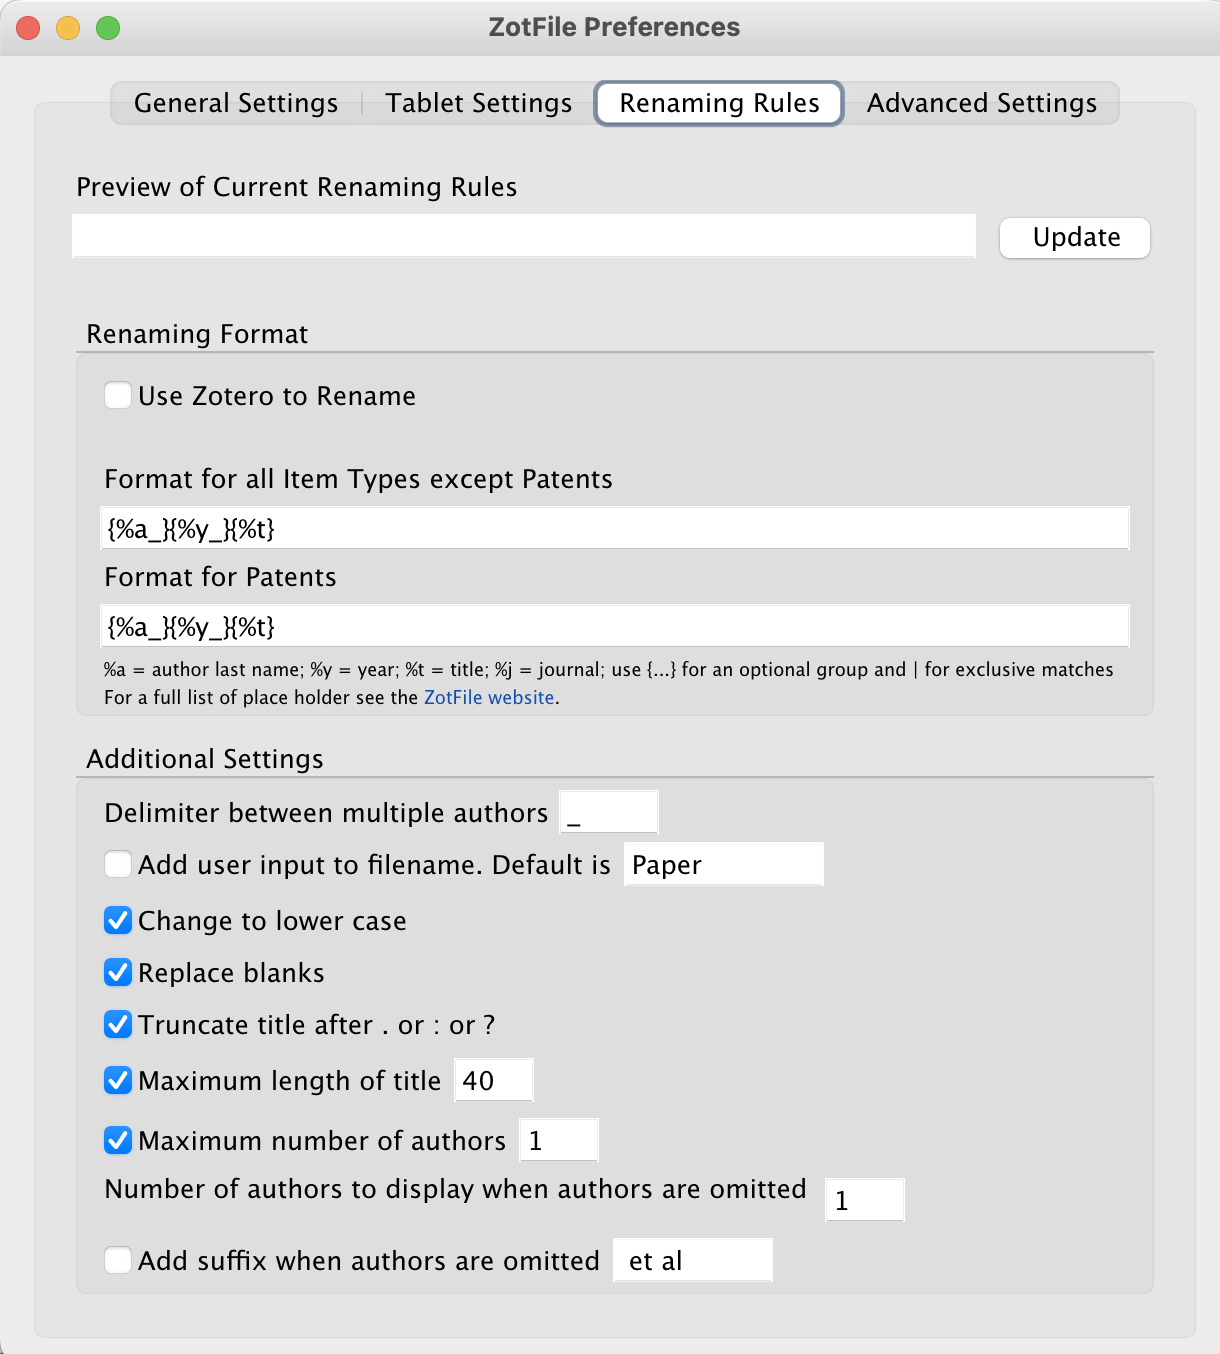 ZotFile Preferences
General Settings
Tablet Settings
Renaming Rules
Advanced Settings
Preview of Current Renaming Rules
Update
Renaming Format
Use Zotero to Rename
Format for all Item Types except Patents
{%a_}{%y_}{%t}
Format for Patents
{%a_}{%y_}{%t}
%a = author last name; %y = year; %t = title; %j = journal; use {...} for an optional group and | for exclusive matches
For a full list of place holder see the ZotFile website.
Additional Settings
Delimiter between multiple authors _
Add user input to filename. Default is Paper
Change to lower case
Replace blanks
Truncate title after . or : or ?
Maximum length of title 40
Maximum number of authors 1
Number of authors to display when authors are omitted 1
Add suffix when authors are omitted et al